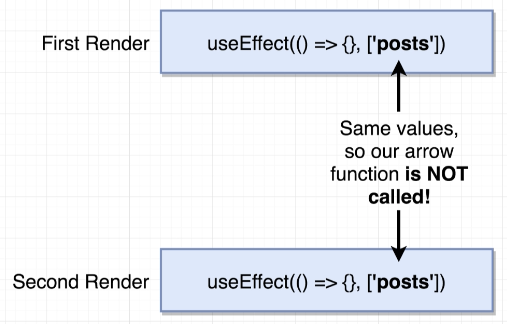 First Render
useEffect(() => {}, ['posts'])
Same values,
so our arrow
function is NOT
called!
Second Render
useEffect(() => {}, ['posts'])